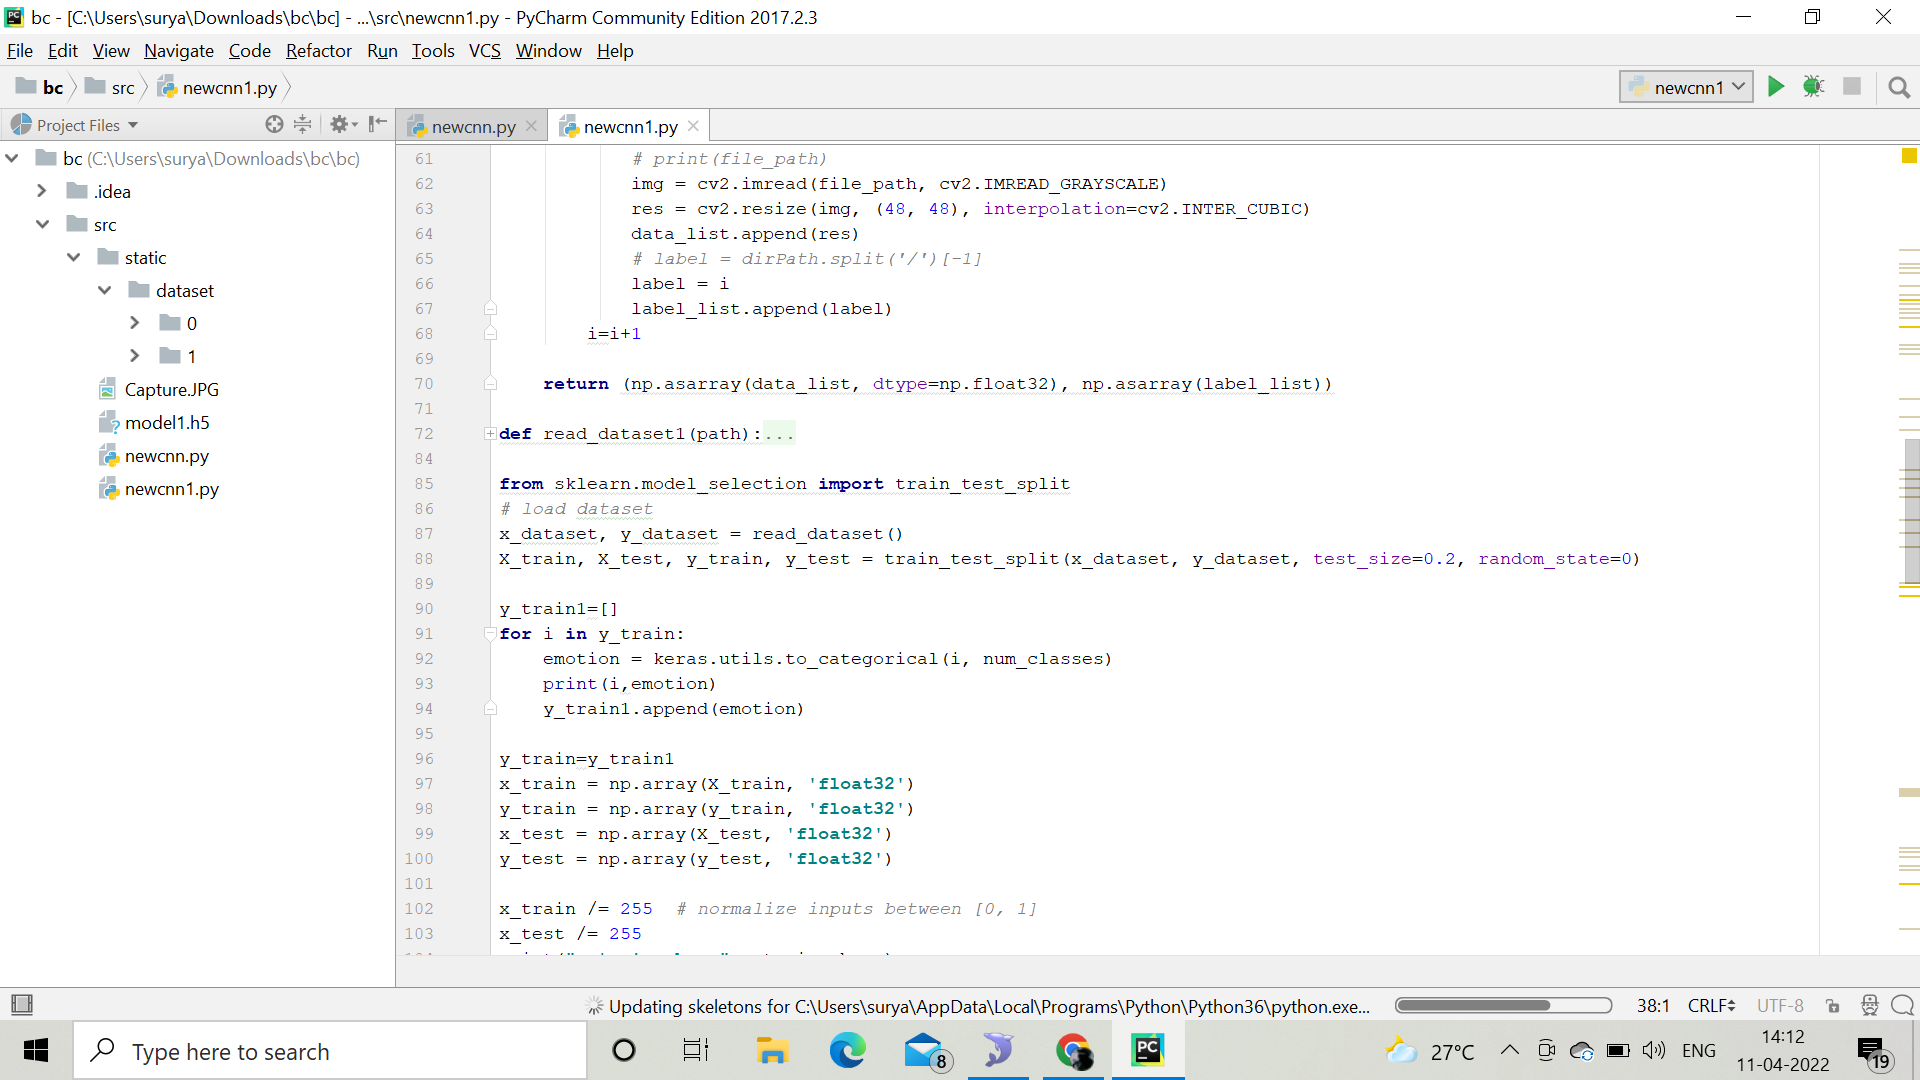 bc - [C:\Users\surya\Downloads\bc\bc] - ...\src\newcnn1.py - PyCharm Community Edition 2017.2.3
File Edit View Navigate Code Refactor Run Tools VCS Window Help
bc src newcnn1.py newcnn1
Project Files newcnn.py newcnn1.py
bc (C:\Users\surya\Downloads\bc\bc)
.idea
src
static
dataset
0
1
Capture.JPG
model1.h5
newcnn.py
newcnn1.py
61 # print(file_path)
62 img = cv2.imread(file_path, cv2.IMREAD_GRAYSCALE)
63 res = cv2.resize(img, (48, 48), interpolation=cv2.INTER_CUBIC)
64 data_list.append(res)
65 # label = dirPath.split('/')[-1]
66 label = i
67 label_list.append(label)
68 i=i+1
69
70 return (np.asarray(data_list, dtype=np.float32), np.asarray(label_list))
71
72 def read_dataset1(path):...
84
85 from sklearn.model_selection import train_test_split
86 # load dataset
87 x_dataset, y_dataset = read_dataset()
88 X_train, X_test, y_train, y_test = train_test_split(x_dataset, y_dataset, test_size=0.2, random_state=0)
89
90 y_train1=[]
91 for i in y_train:
92 emotion = keras.utils.to_categorical(i, num_classes)
93 print(i,emotion)
94 y_train1.append(emotion)
95
96 y_train=y_train1
97 x_train = np.array(X_train, 'float32')
98 y_train = np.array(y_train, 'float32')
99 x_test = np.array(X_test, 'float32')
100 y_test = np.array(y_test, 'float32')
101
102 x_train /= 255 # normalize inputs between [0, 1]
103 x_test /= 255
Updating skeletons for C:\Users\surya\AppData\Local\Programs\Python\Python36\python.exe... 38:1 CRLF UTF-8
Type here to search 8 PC 27°C ENG 14:12
11-04-2022 19